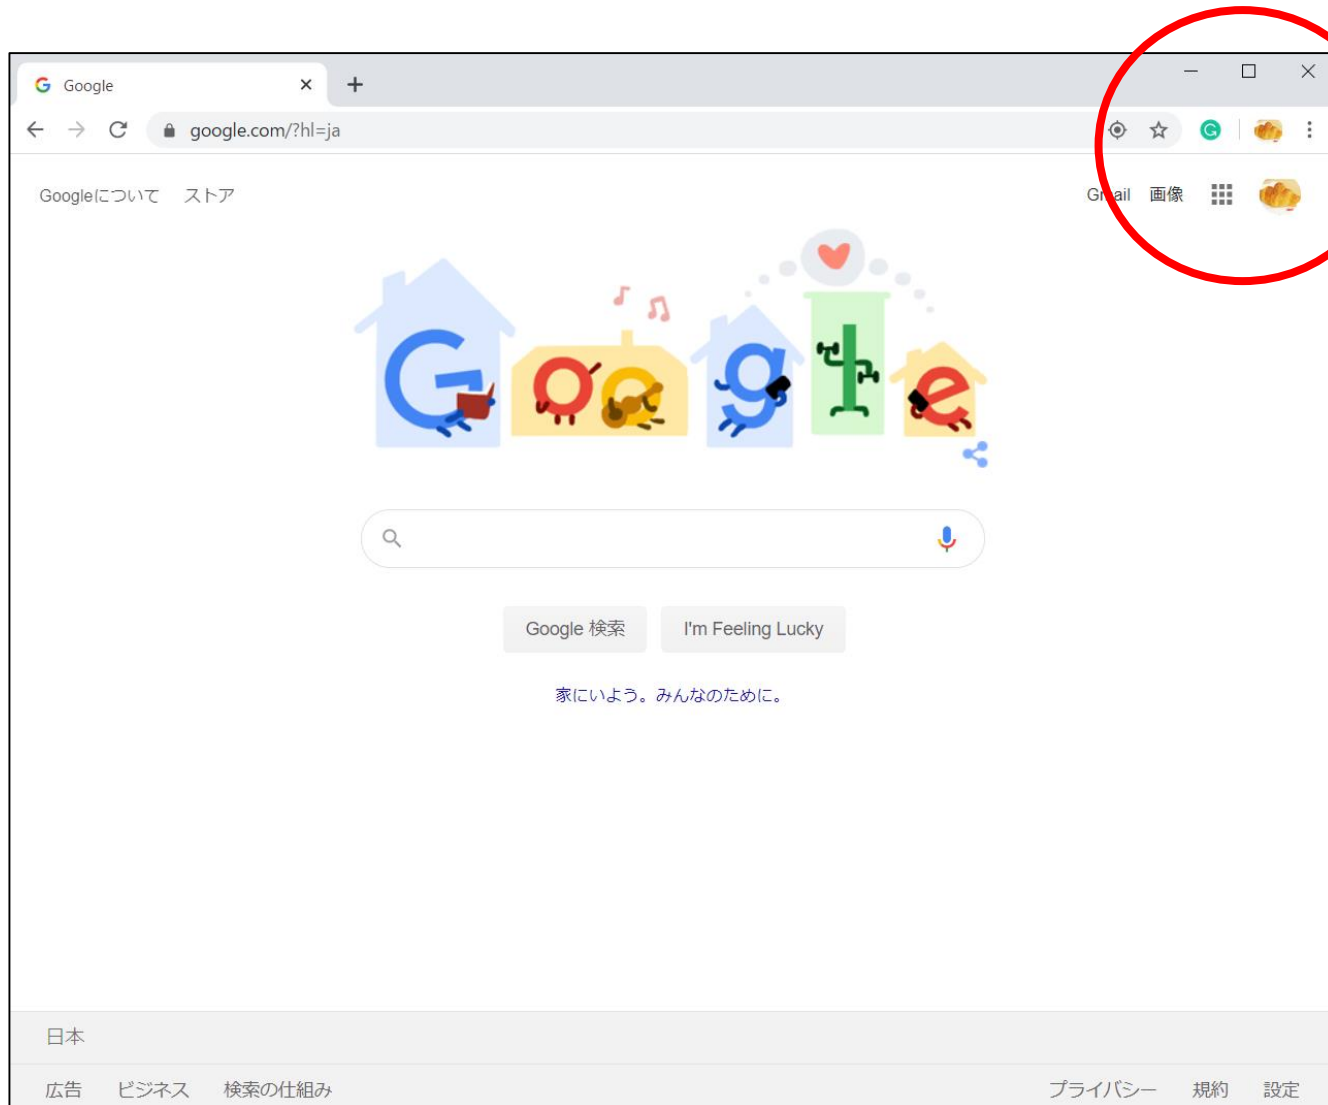 Google
google.com/?hl=ja
Googleについて ストア
Gmail 画像
Google
Google 検索 I'm Feeling Lucky
家にいよう。みんなのために。
日本
広告 ビジネス 検索の仕組み プライバシー 規約 設定